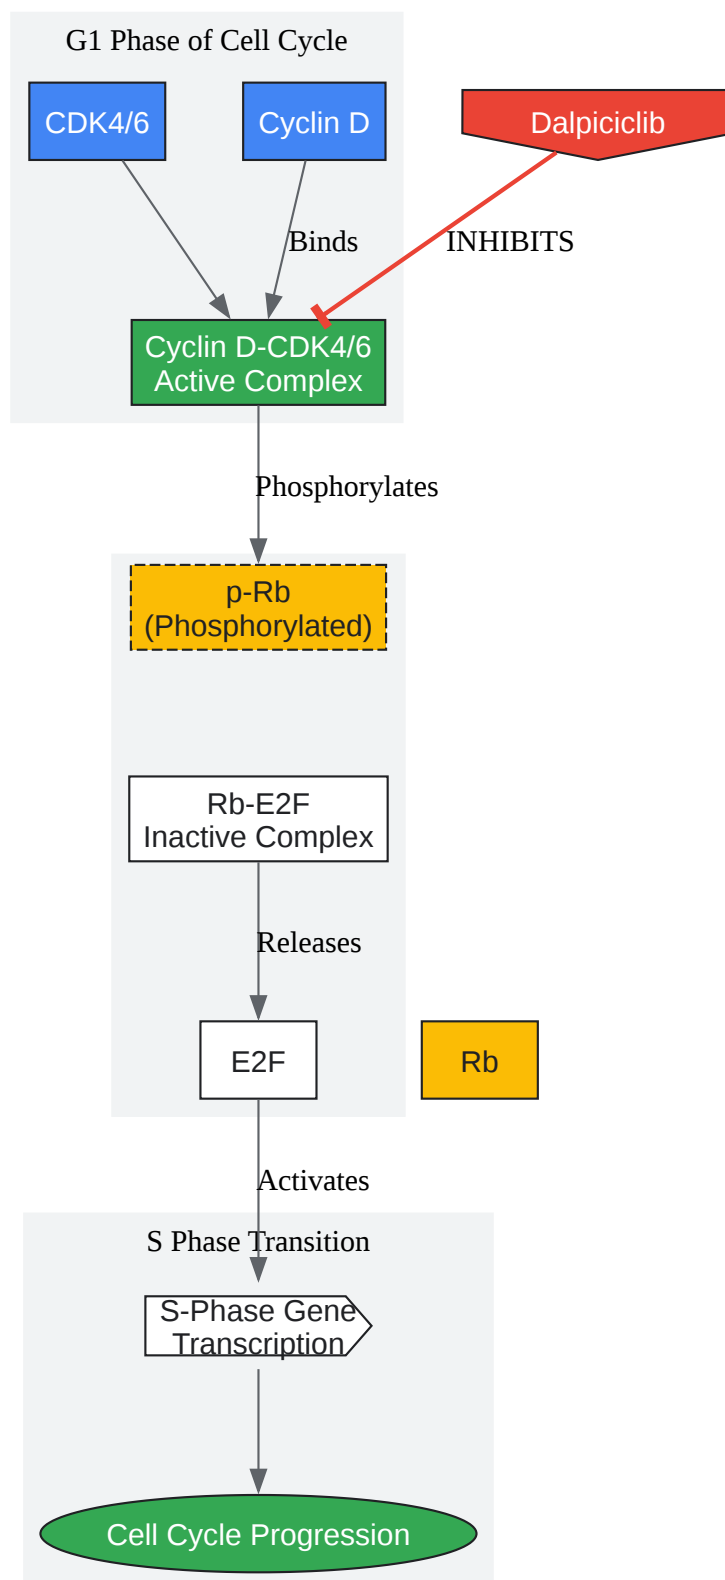 G1 Phase of Cell Cycle
CDK4/6
Cyclin D
Dalpiciclib
Binds
INHIBITS
Cyclin D-CDK4/6
Active Complex
Phosphorylates
p-Rb
(Phosphorylated)
Rb-E2F
Inactive Complex
Releases
E2F
Rb
Activates
S Phase Transition
S-Phase Gene
Transcription
Cell Cycle Progression